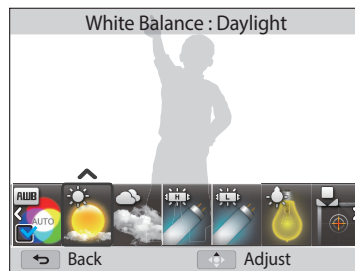 White Balance : Daylight
AWB
AUTO
H
L
Back
Adjust